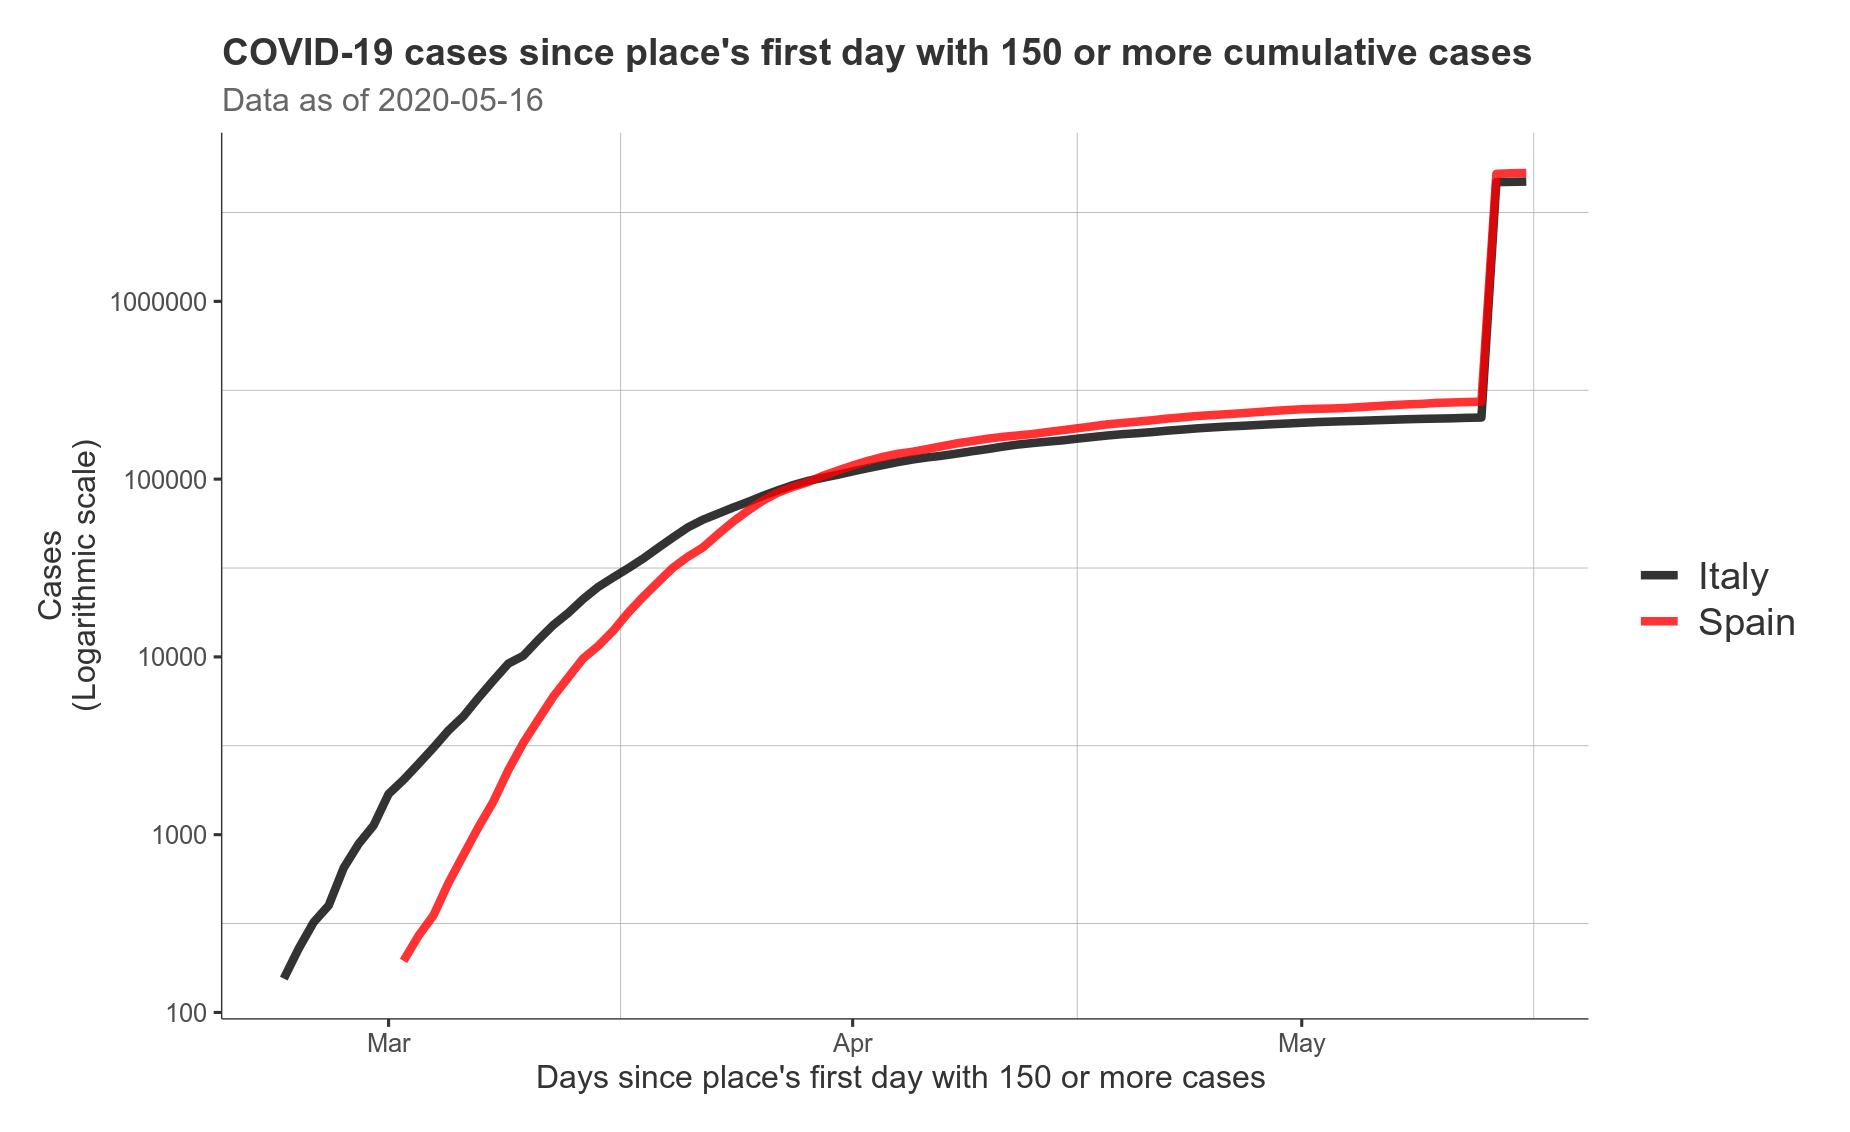 COVID-19 cases since place's first day with 150 or more cumulative cases
Data as of 2020-05-16
1000000
100000
10000
1000
100
Cases
(Logarithmic scale)
Mar
Apr
May
Days since place's first day with 150 or more cases
Italy
Spain